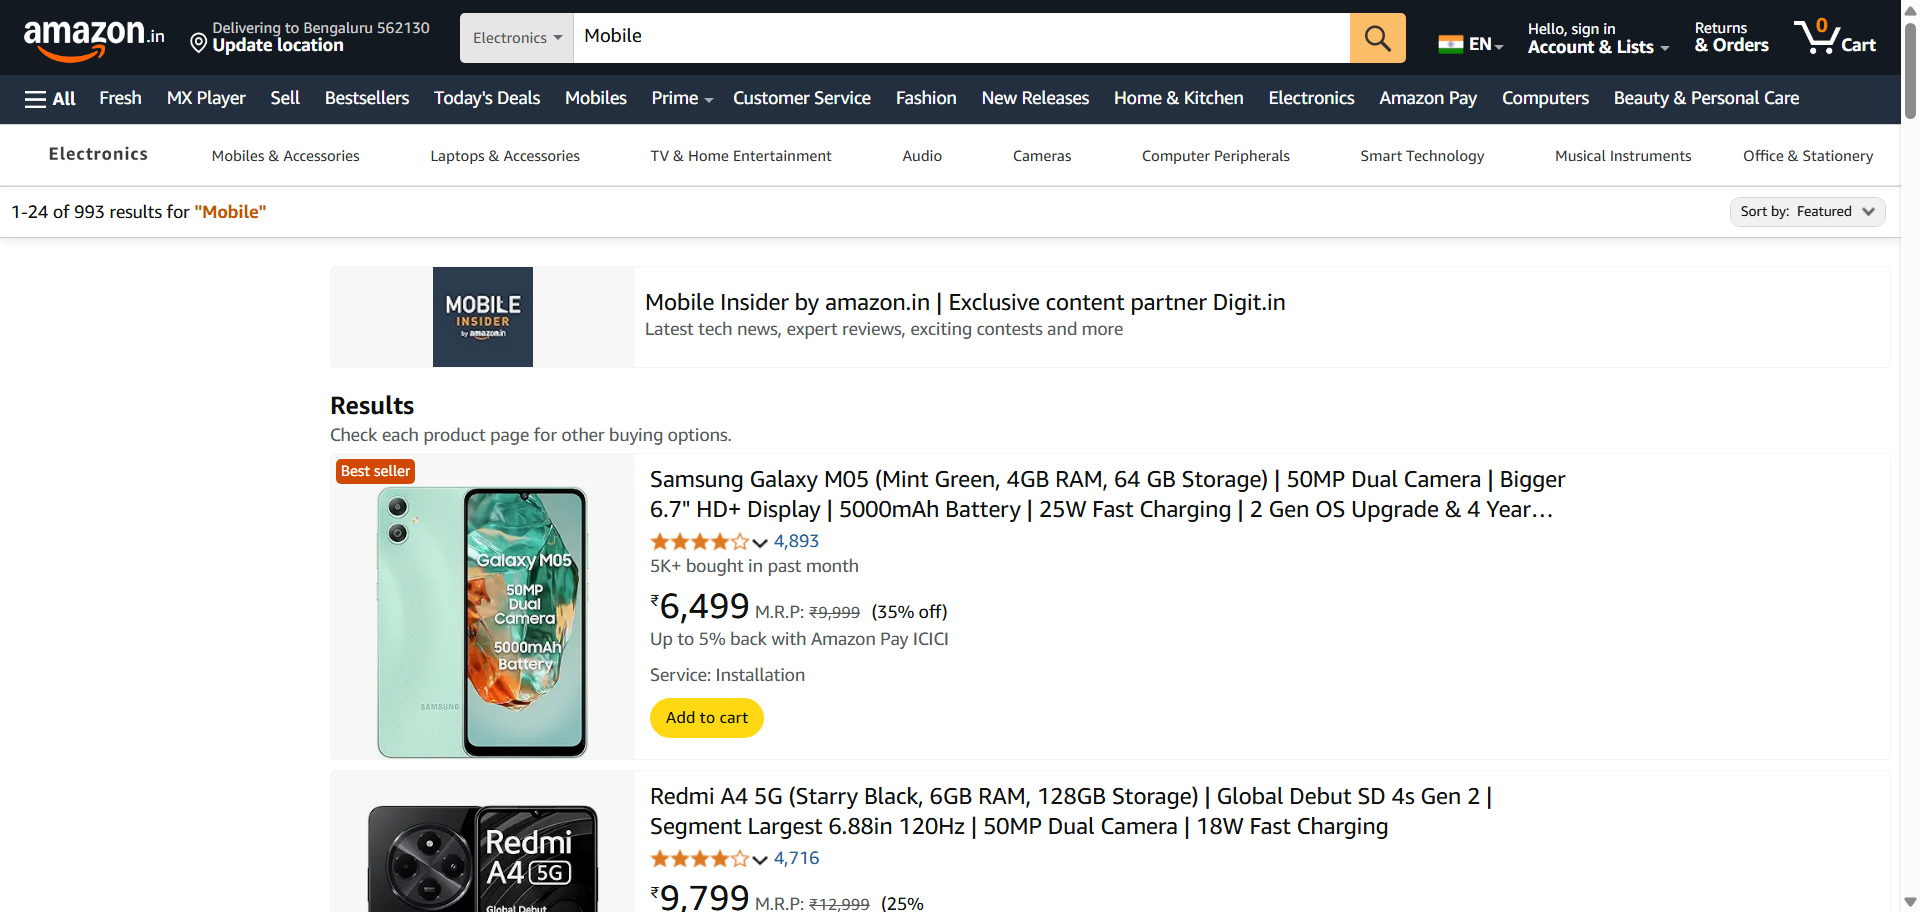 amazon.in
Delivering to Bengaluru 562130
Update location
Electronics
Mobile
EN
Hello, sign in
Account & Lists
Returns
& Orders
0
Cart
All
Fresh
MX Player
Sell
Bestsellers
Today's Deals
Mobiles
Prime
Customer Service
Fashion
New Releases
Home & Kitchen
Electronics
Amazon Pay
Computers
Beauty & Personal Care
Electronics
Mobiles & Accessories
Laptops & Accessories
TV & Home Entertainment
Audio
Cameras
Computer Peripherals
Smart Technology
Musical Instruments
Office & Stationery
1-24 of 993 results for "Mobile"
Sort by: Featured
MOBILE
INSIDER
by amazon.in
Mobile Insider by amazon.in | Exclusive content partner Digit.in
Latest tech news, expert reviews, exciting contests and more
Results
Check each product page for other buying options.
Best seller
Galaxy M05
50MP
Dual
Camera
5000mAh
Battery
SAMSUNG
Samsung Galaxy M05 (Mint Green, 4GB RAM, 64 GB Storage) | 50MP Dual Camera | Bigger
6.7" HD+ Display | 5000mAh Battery | 25W Fast Charging | 2 Gen OS Upgrade & 4 Year…
4,893
5K+ bought in past month
₹6,499 M.R.P: ₹9,999 (35% off)
Up to 5% back with Amazon Pay ICICI
Service: Installation
Add to cart
Redmi
A4 5G
Global Debut
Redmi A4 5G (Starry Black, 6GB RAM, 128GB Storage) | Global Debut SD 4s Gen 2 |
Segment Largest 6.88in 120Hz | 50MP Dual Camera | 18W Fast Charging
4,716
₹9,799 M.R.P: ₹12,999 (25%